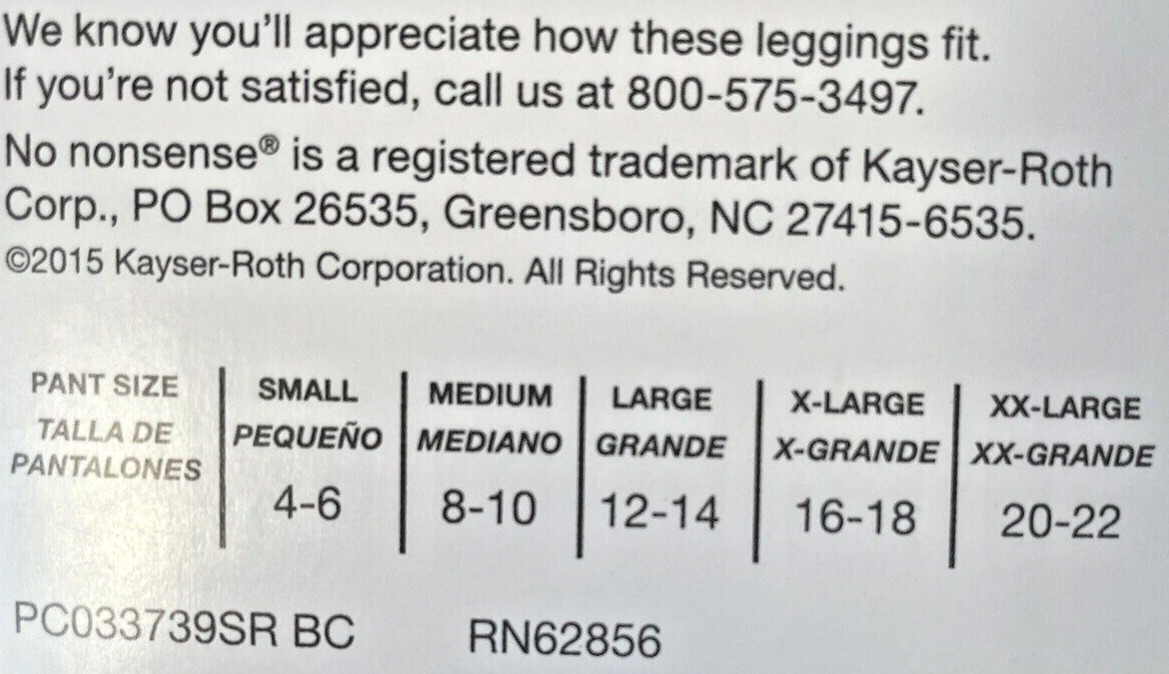 We know you'll appreciate how these leggings fit.
If you're not satisfied, call us at 800-575-3497.
No nonsense® is a registered trademark of Kayser-Roth
Corp., PO Box 26535, Greensboro, NC 27415-6535.
©2015 Kayser-Roth Corporation. All Rights Reserved.
PANT SIZE SMALL MEDIUM LARGE X-LARGE XX-LARGE
TALLA DE PEQUEÑO MEDIANO GRANDE X-GRANDE XX-GRANDE
PANTALONES
4-6 8-10 12-14 16-18 20-22
PC033739SR BC RN62856